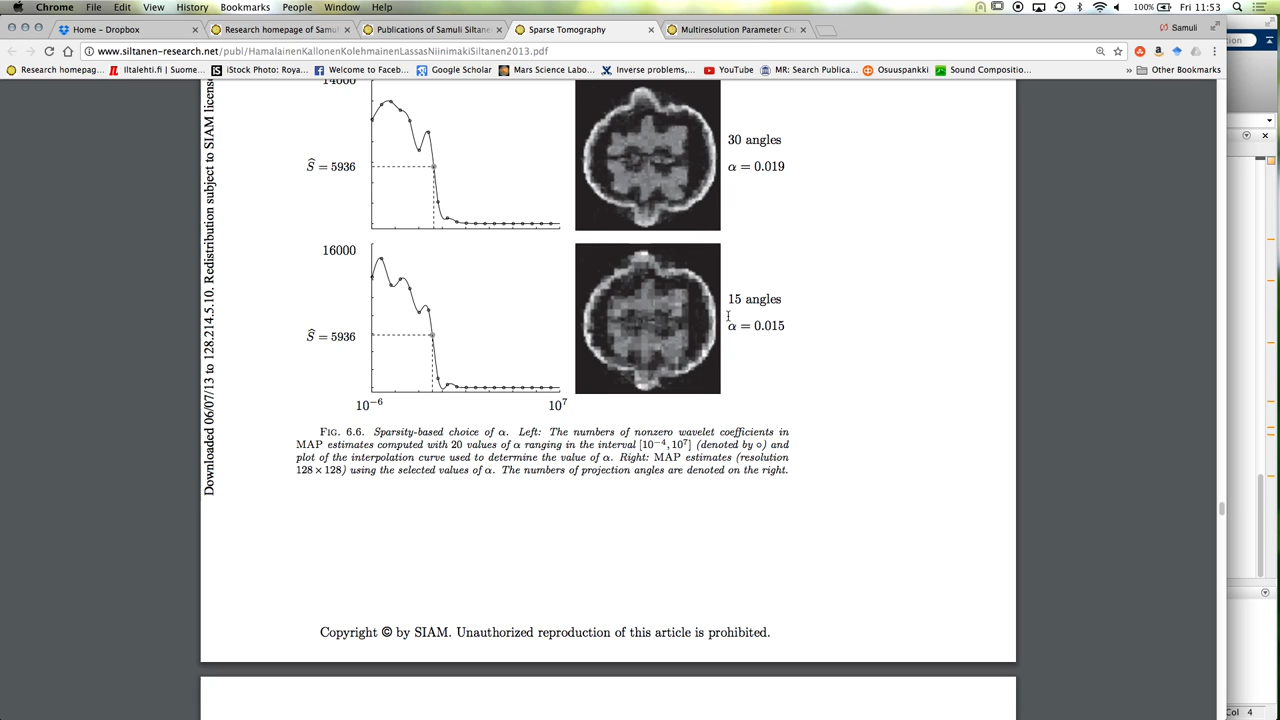 Chrome File Edit View History Bookmarks People Window Help
100% Fri 11:53
Home – Dropbox
Research homepage of Samuli
Publications of Samuli Siltane
Sparse Tomography
Multiresolution Parameter Ch
Samuli
www.siltanen-research.net/publ/HamalainenKallonenKolehmainenLassasNiinimakiSiltanen2013.pdf
Research homepag... Iltalehti.fi | Suome... iStock Photo: Roya... Welcome to Faceb... Google Scholar Mars Science Labo... Inverse problems,... YouTube MR: Search Publica... Osuuspankki Sound Compositio... » Other Bookmarks
Downloaded 06/07/13 to 128.214.5.10. Redistribution subject to SIAM licens
14000
Ŝ = 5936
30 angles
α = 0.019
16000
Ŝ = 5936
15 angles
α = 0.015
10⁻⁶ 10⁷
FIG. 6.6. Sparsity-based choice of α. Left: The numbers of nonzero wavelet coefficients in
MAP estimates computed with 20 values of α ranging in the interval [10⁻⁴, 10⁷] (denoted by ○) and
plot of the interpolation curve used to determine the value of α. Right: MAP estimates (resolution
128 × 128) using the selected values of α. The numbers of projection angles are denoted on the right.
Copyright © by SIAM. Unauthorized reproduction of this article is prohibited.
Col 4